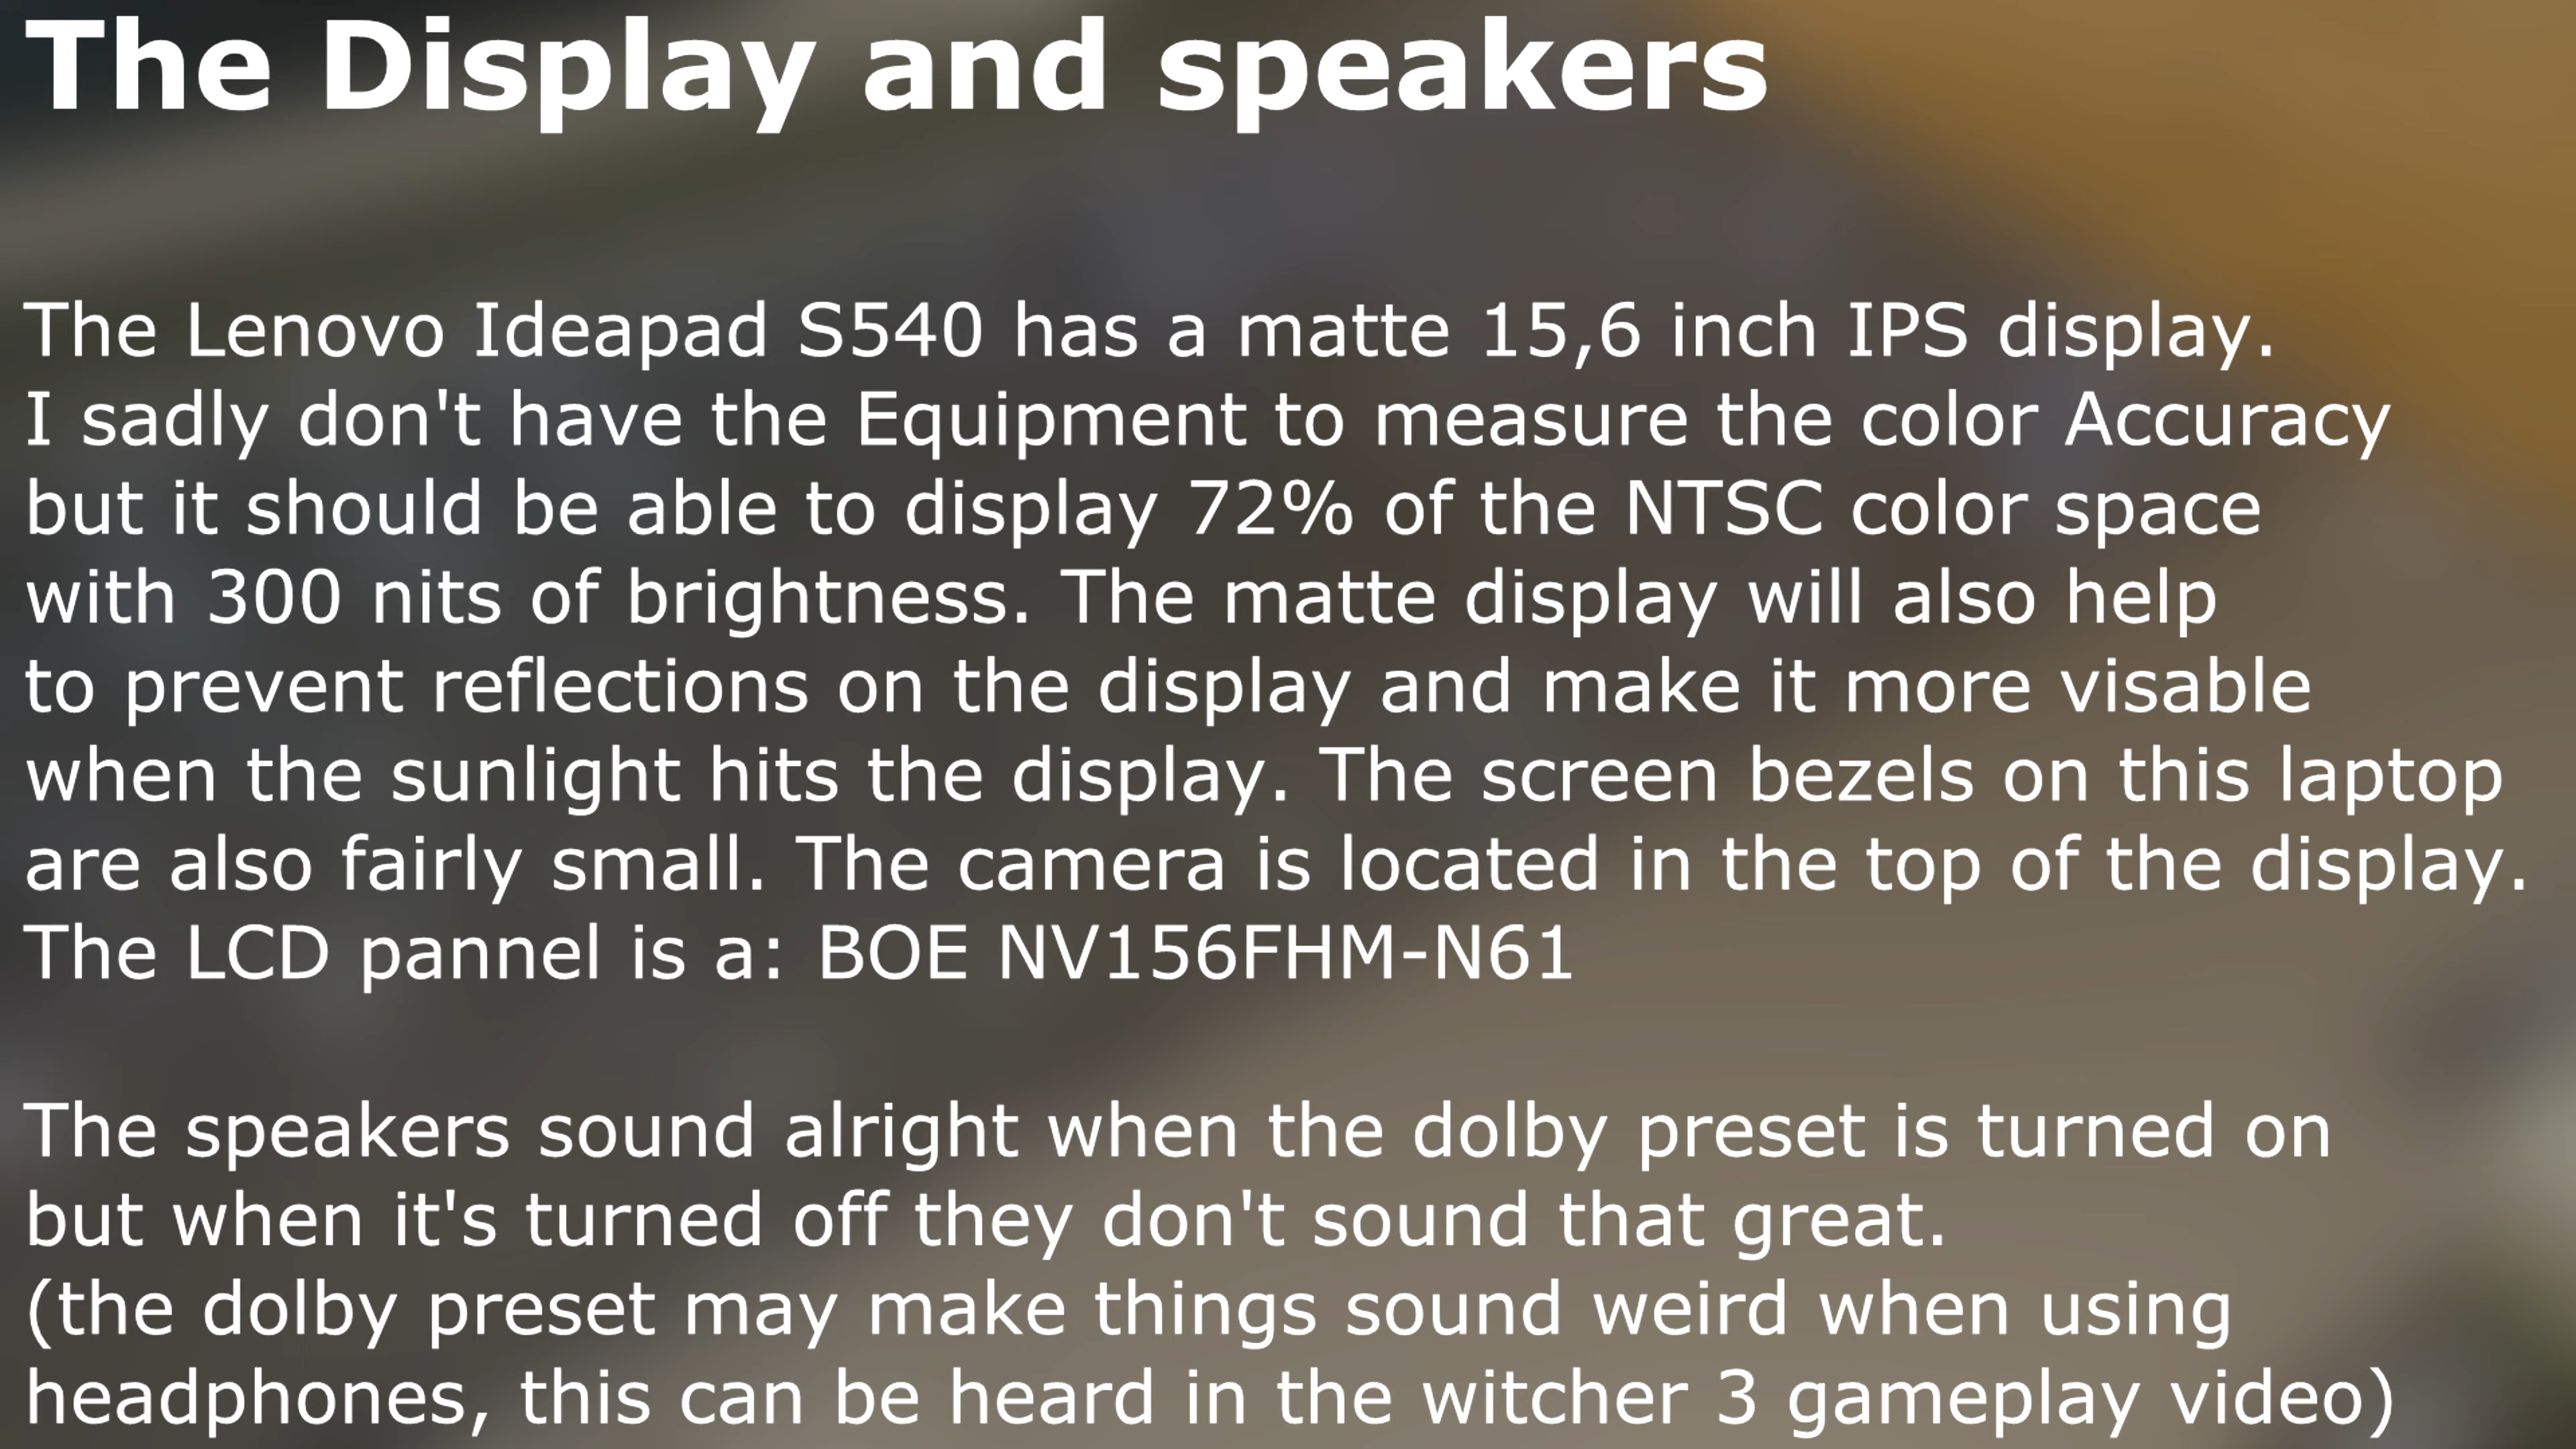 The Display and speakers
The Lenovo Ideapad S540 has a matte 15,6 inch IPS display.
I sadly don't have the Equipment to measure the color Accuracy
but it should be able to display 72% of the NTSC color space
with 300 nits of brightness. The matte display will also help
to prevent reflections on the display and make it more visable
when the sunlight hits the display. The screen bezels on this laptop
are also fairly small. The camera is located in the top of the display.
The LCD pannel is a: BOE NV156FHM-N61
The speakers sound alright when the dolby preset is turned on
but when it's turned off they don't sound that great.
(the dolby preset may make things sound weird when using
headphones, this can be heard in the witcher 3 gameplay video)